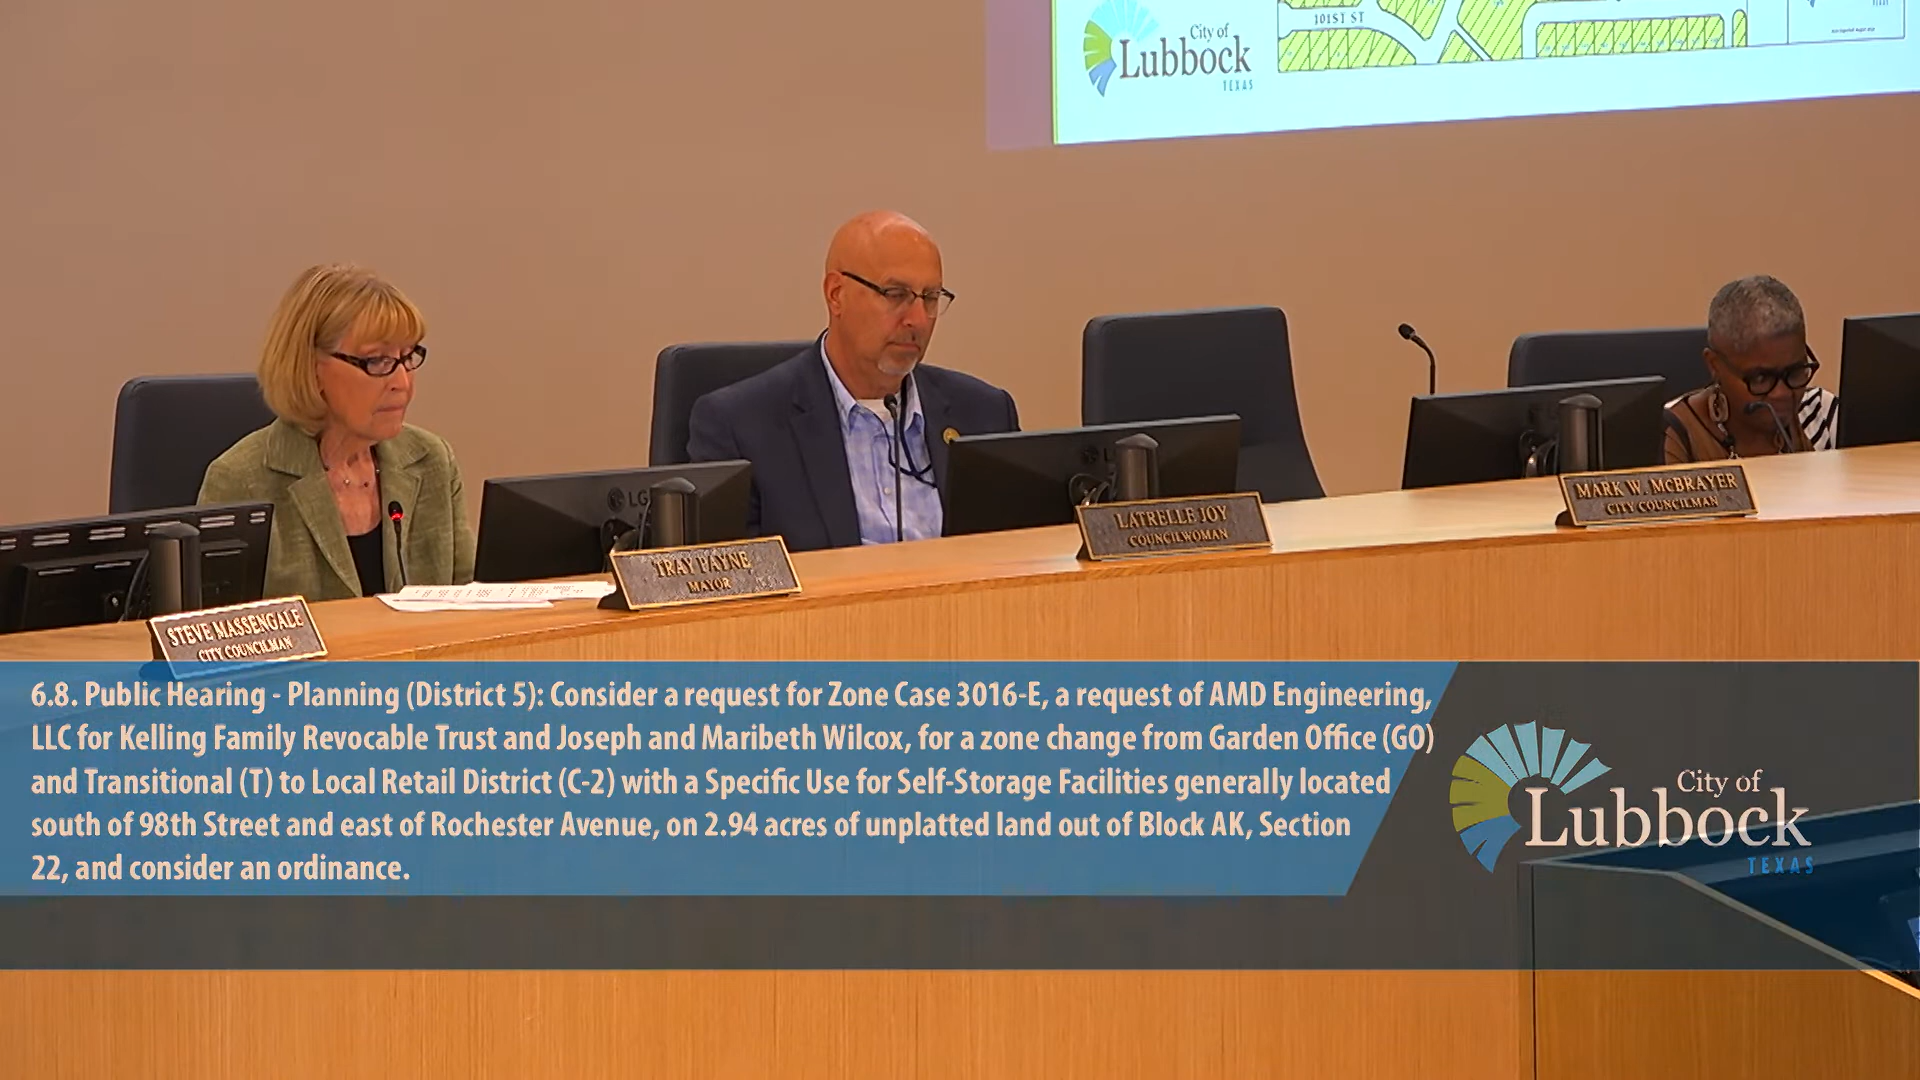 101ST ST
City of
Lubbock
TEXAS
LG
MARK W. MCBRAYER
CITY COUNCILMAN
LATRELLE JOY
COUNCILWOMAN
TRAY PAYNE
MAYOR
STEVE MASSENGALE
CITY COUNCILMAN
6.8. Public Hearing - Planning (District 5): Consider a request for Zone Case 3016-E, a request of AMD Engineering,
LLC for Kelling Family Revocable Trust and Joseph and Maribeth Wilcox, for a zone change from Garden Office (GO)
and Transitional (T) to Local Retail District (C-2) with a Specific Use for Self-Storage Facilities generally located
south of 98th Street and east of Rochester Avenue, on 2.94 acres of unplatted land out of Block AK, Section
22, and consider an ordinance.
City of
Lubbock
TEXAS